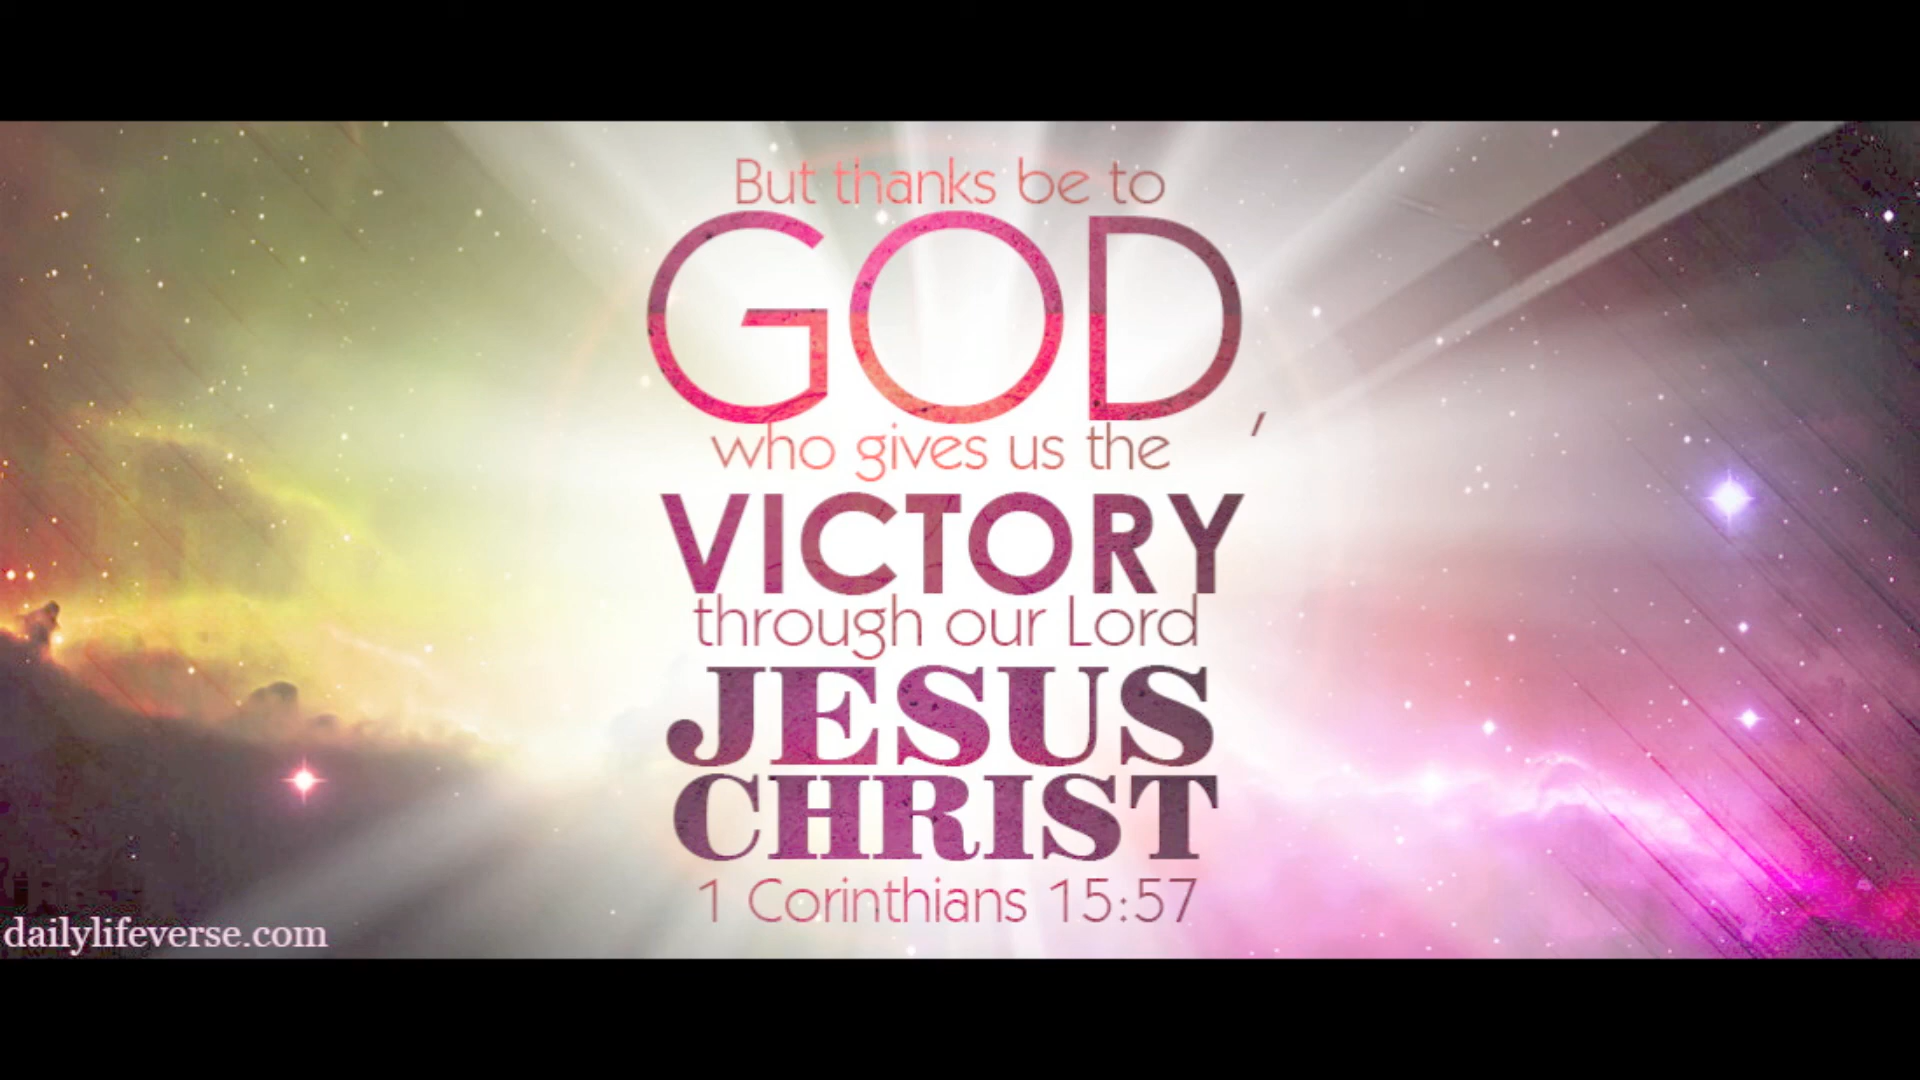 But thanks be to
GOD,
who gives us the
VICTORY
through our Lord
JESUS
CHRIST
1 Corinthians 15:57
dailylifeverse.com